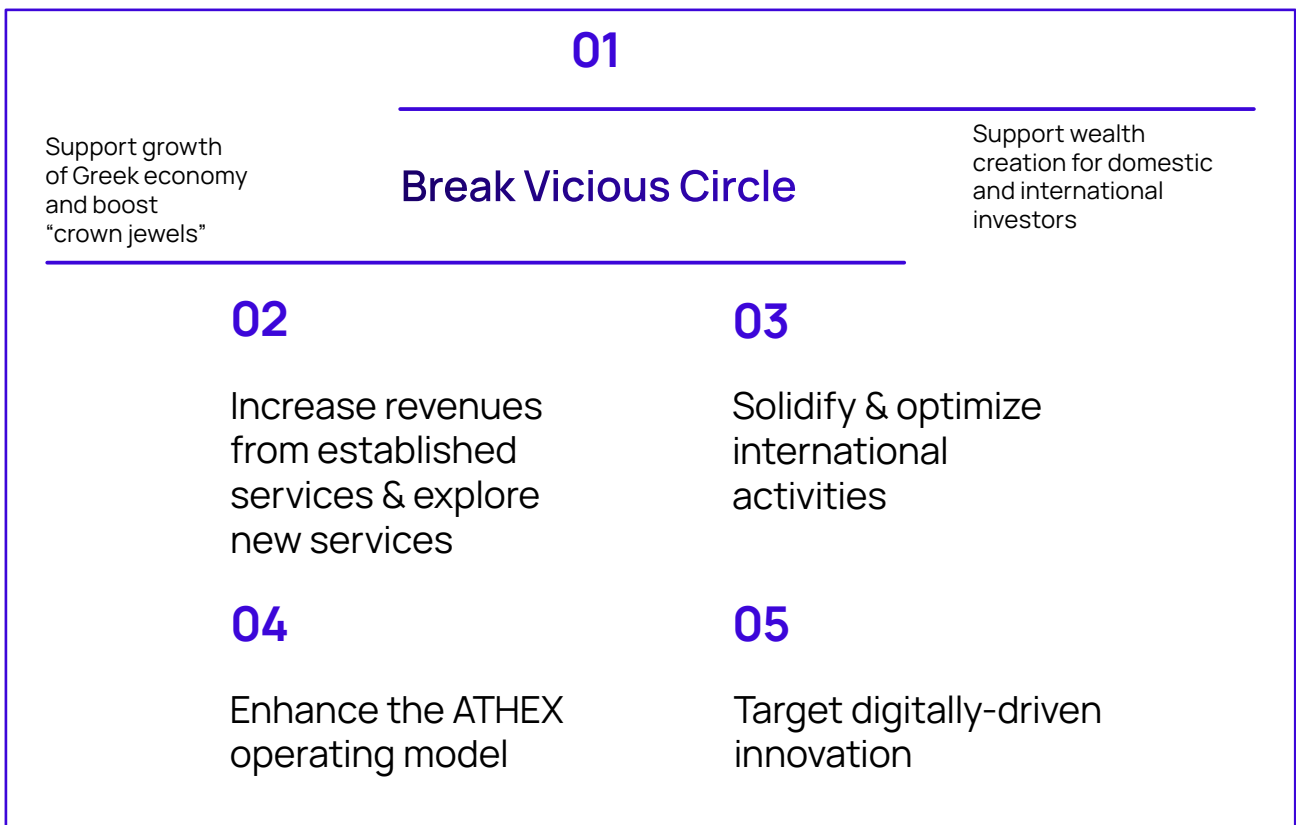 01
Support growth
of Greek economy
and boost
“crown jewels”
Break Vicious Circle
Support wealth
creation for domestic
and international
investors
02
Increase revenues
from established
services & explore
new services
03
Solidify & optimize
international
activities
04
Enhance the ATHEX
operating model
05
Target digitally-driven
innovation